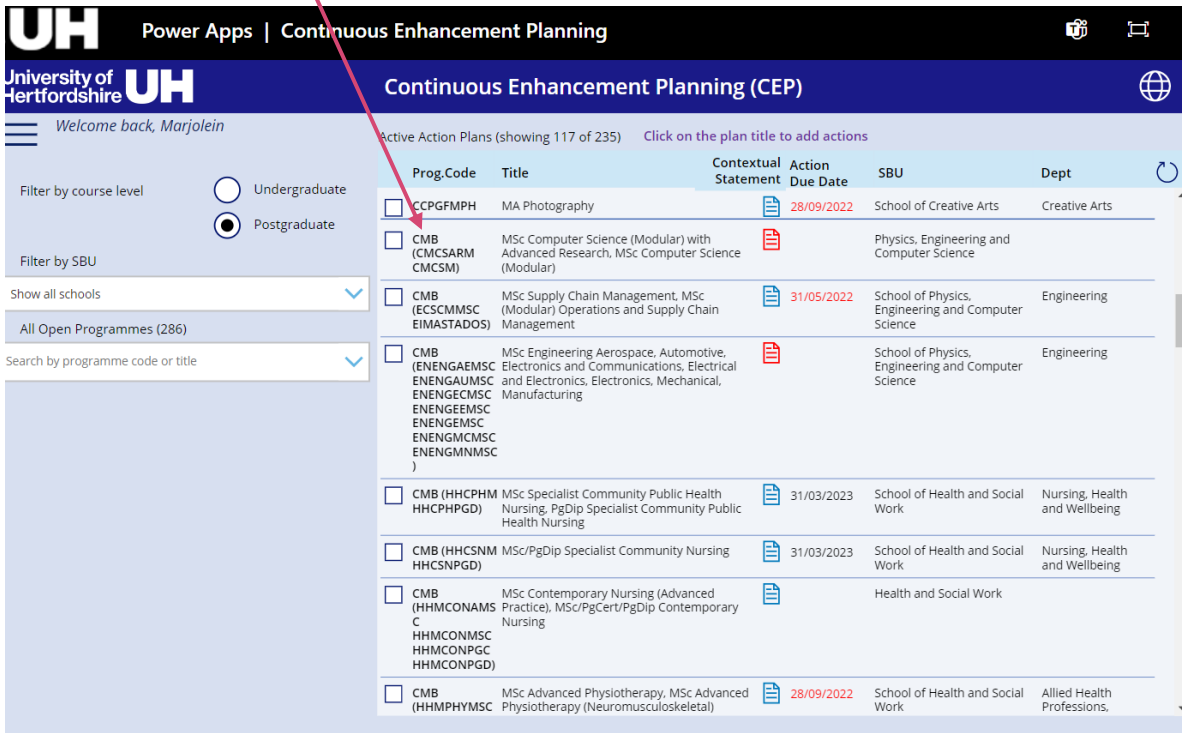 UH Power Apps | Continuous Enhancement Planning
University of
Hertfordshire UH
Continuous Enhancement Planning (CEP)
Welcome back, Marjolein
Filter by course level
Undergraduate
Postgraduate
Filter by SBU
Show all schools
All Open Programmes (286)
Search by programme code or title
Active Action Plans (showing 117 of 235) Click on the plan title to add actions
Prog.Code Title Contextual Statement Action Due Date SBU Dept
CCPGFMPH MA Photography 28/09/2022 School of Creative Arts Creative Arts
CMB MSc Computer Science (Modular) with Physics, Engineering and
(CMCSARM Advanced Research, MSc Computer Science Computer Science
CMCSM) (Modular)
CMB MSc Supply Chain Management, MSc 31/05/2022 School of Physics, Engineering
(ECSCMMSC (Modular) Operations and Supply Chain Engineering and Computer
EIMASTADOS) Management Science
CMB MSc Engineering Aerospace, Automotive, School of Physics, Engineering
(ENENGAEMSC Electronics and Communications, Electrical Engineering and Computer
ENENGAUMSC and Electronics, Electronics, Mechanical, Science
ENENGECMSC Manufacturing
ENENGEEMSC
ENENGEMSC
ENENGMCMSC
ENENGMNMSC
)
CMB (HHCPHM MSc Specialist Community Public Health 31/03/2023 School of Health and Social Nursing, Health
HHCPHPGD) Nursing, PgDip Specialist Community Public Work and Wellbeing
Health Nursing
CMB (HHCSNM MSc/PgDip Specialist Community Nursing 31/03/2023 School of Health and Social Nursing, Health
HHCSNPGD) Work and Wellbeing
CMB MSc Contemporary Nursing (Advanced Health and Social Work
(HHMCONAMS Practice), MSc/PgCert/PgDip Contemporary
C Nursing
HHMCONMSC
HHMCONPGC
HHMCONPGD)
CMB MSc Advanced Physiotherapy, MSc Advanced 28/09/2022 School of Health and Social Allied Health
(HHMPHYMSC Physiotherapy (Neuromusculoskeletal) Work Professions,